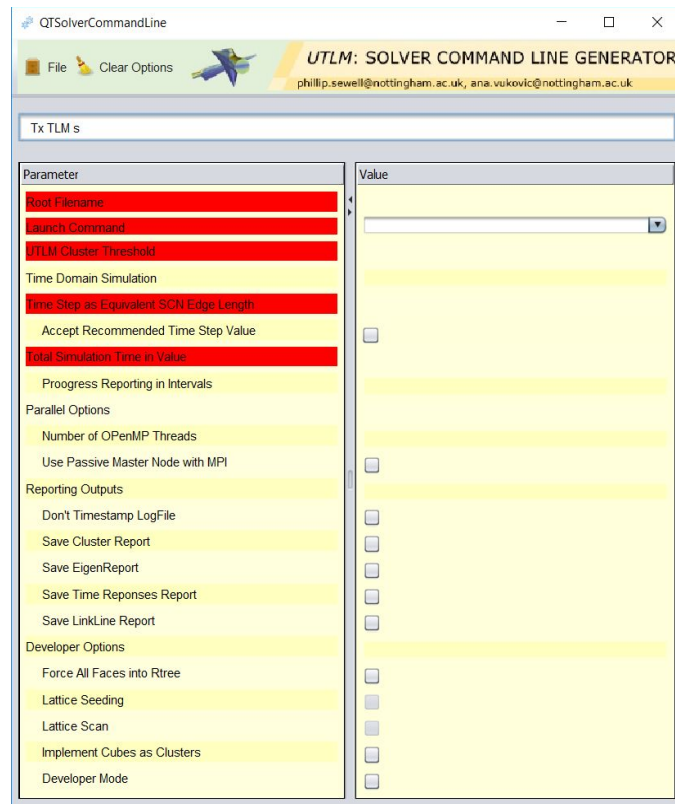 QTSolverCommandLine
File Clear Options
UTLM: SOLVER COMMAND LINE GENERATOR
phillip.sewell@nottingham.ac.uk, ana.vukovic@nottingham.ac.uk
Tx TLM s
Parameter Value
Root Filename
Launch Command
UTLM Cluster Threshold
Time Domain Simulation
Time Step as Equivalent SCN Edge Length
Accept Recommended Time Step Value
Total Simulation Time in Value
Proogress Reporting in Intervals
Parallel Options
Number of OPenMP Threads
Use Passive Master Node with MPI
Reporting Outputs
Don't Timestamp LogFile
Save Cluster Report
Save EigenReport
Save Time Reponses Report
Save LinkLine Report
Developer Options
Force All Faces into Rtree
Lattice Seeding
Lattice Scan
Implement Cubes as Clusters
Developer Mode